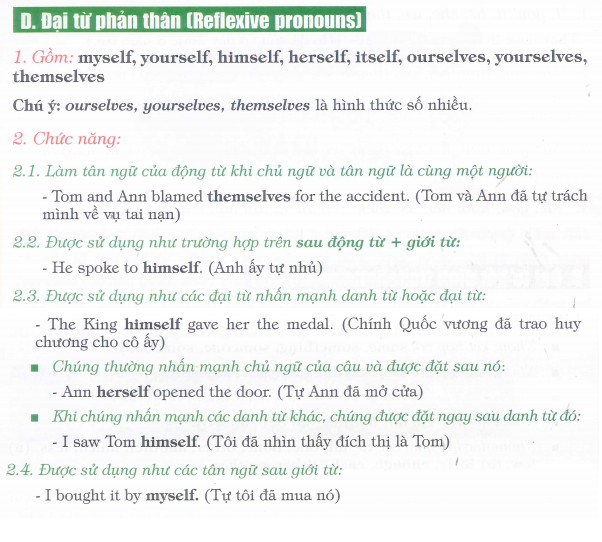 D. Đại từ phản thân (Reflexive pronouns)
1. Gồm: myself, yourself, himself, herself, itself, ourselves, yourselves,
themselves
Chú ý: ourselves, yourselves, themselves là hình thức số nhiều.
2. Chức năng:
2.1. Làm tân ngữ của động từ khi chủ ngữ và tân ngữ là cùng một người:
- Tom and Ann blamed themselves for the accident. (Tom và Ann đã tự trách
mình về vụ tai nạn)
2.2. Được sử dụng như trường hợp trên sau động từ + giới từ:
- He spoke to himself. (Anh ấy tự nhủ)
2.3. Được sử dụng như các đại từ nhấn mạnh danh từ hoặc đại từ:
- The King himself gave her the medal. (Chính Quốc vương đã trao huy
chương cho cô ấy)
■ Chúng thường nhấn mạnh chủ ngữ của câu và được đặt sau nó:
- Ann herself opened the door. (Tự Ann đã mở cửa)
■ Khi chúng nhấn mạnh các danh từ khác, chúng được đặt ngay sau danh từ đó:
- I saw Tom himself. (Tôi đã nhìn thấy đích thị là Tom)
2.4. Được sử dụng như các tân ngữ sau giới từ:
- I bought it by myself. (Tự tôi đã mua nó)